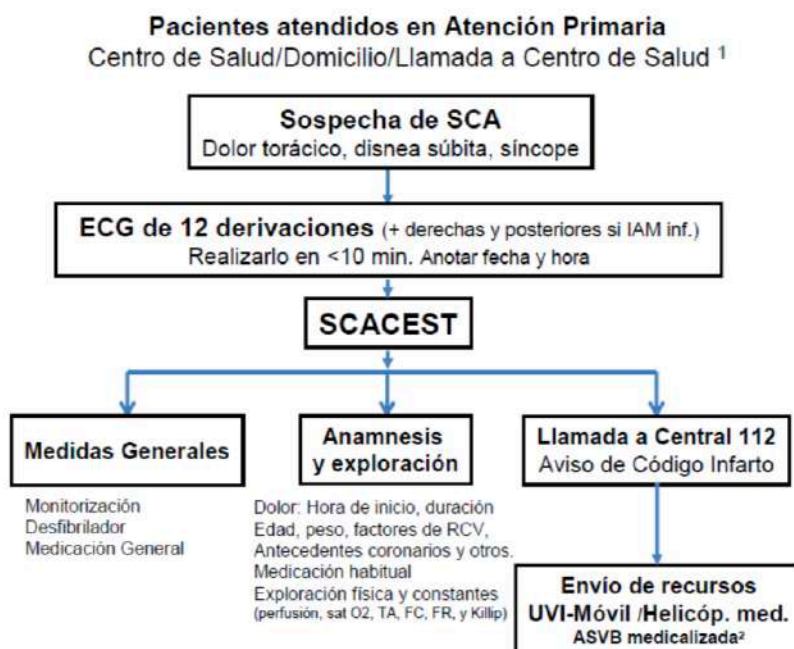 Pacientes atendidos en Atención Primaria
Centro de Salud/Domicilio/Llamada a Centro de Salud ¹
Sospecha de SCA
Dolor torácico, disnea súbita, síncope
ECG de 12 derivaciones (+ derechas y posteriores si IAM inf.)
Realizarlo en <10 min. Anotar fecha y hora
SCACEST
Medidas Generales
Monitorización
Desfibrilador
Medicación General
Anamnesis
y exploración
Dolor: Hora de inicio, duración
Edad, peso, factores de RCV,
Antecedentes coronarios y otros.
Medicación habitual
Exploración física y constantes
(perfusión, sat O2, TA, FC, FR, y Killip)
Llamada a Central 112
Aviso de Código Infarto
Envío de recursos
UVI-Móvil /Helicóp. med.
ASVB medicalizada²